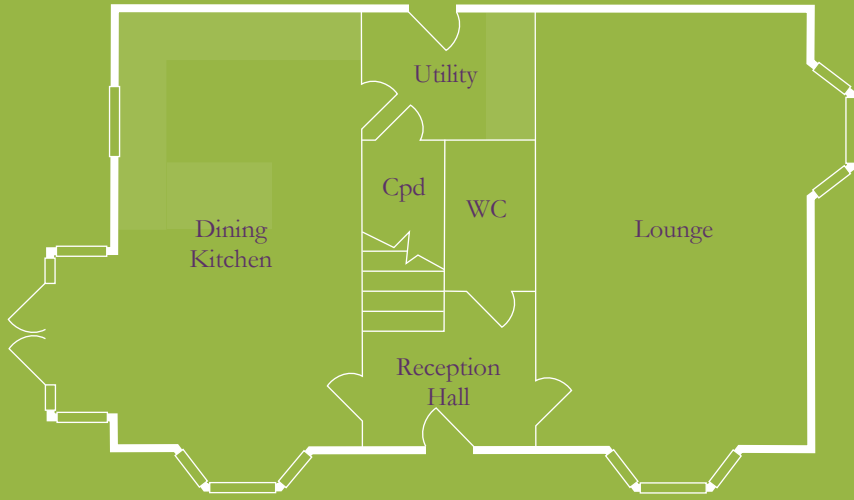 Utility
Cpd
WC
Dining
Kitchen
Lounge
Reception
Hall